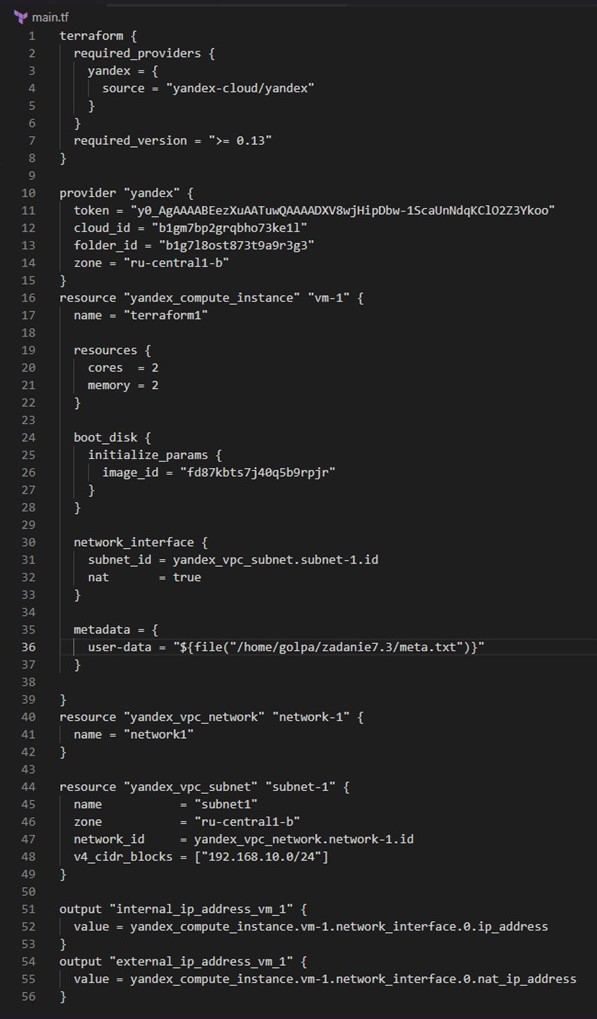 main.tf
1 terraform {
2 required_providers {
3 yandex = {
4 source = "yandex-cloud/yandex"
5 }
6 }
7 required_version = ">= 0.13"
8 }
9
10 provider "yandex" {
11 token = "y0_AgAAAABEezXuAATuwQAAAADXV8wjHipDbw-1ScaUnNdqKClO2Z3Ykoo"
12 cloud_id = "b1gm7bp2grqbho73ke1l"
13 folder_id = "b1g7l8ost873t9a9r3g3"
14 zone = "ru-central1-b"
15 }
16 resource "yandex_compute_instance" "vm-1" {
17 name = "terraform1"
18
19 resources {
20 cores = 2
21 memory = 2
22 }
23
24 boot_disk {
25 initialize_params {
26 image_id = "fd87kbts7j40q5b9rpjr"
27 }
28 }
29
30 network_interface {
31 subnet_id = yandex_vpc_subnet.subnet-1.id
32 nat = true
33 }
34
35 metadata = {
36 user-data = "${file("/home/golpa/zadanie7.3/meta.txt")}"
37 }
38
39 }
40 resource "yandex_vpc_network" "network-1" {
41 name = "network1"
42 }
43
44 resource "yandex_vpc_subnet" "subnet-1" {
45 name = "subnet1"
46 zone = "ru-central1-b"
47 network_id = yandex_vpc_network.network-1.id
48 v4_cidr_blocks = ["192.168.10.0/24"]
49 }
50
51 output "internal_ip_address_vm_1" {
52 value = yandex_compute_instance.vm-1.network_interface.0.ip_address
53 }
54 output "external_ip_address_vm_1" {
55 value = yandex_compute_instance.vm-1.network_interface.0.nat_ip_address
56 }